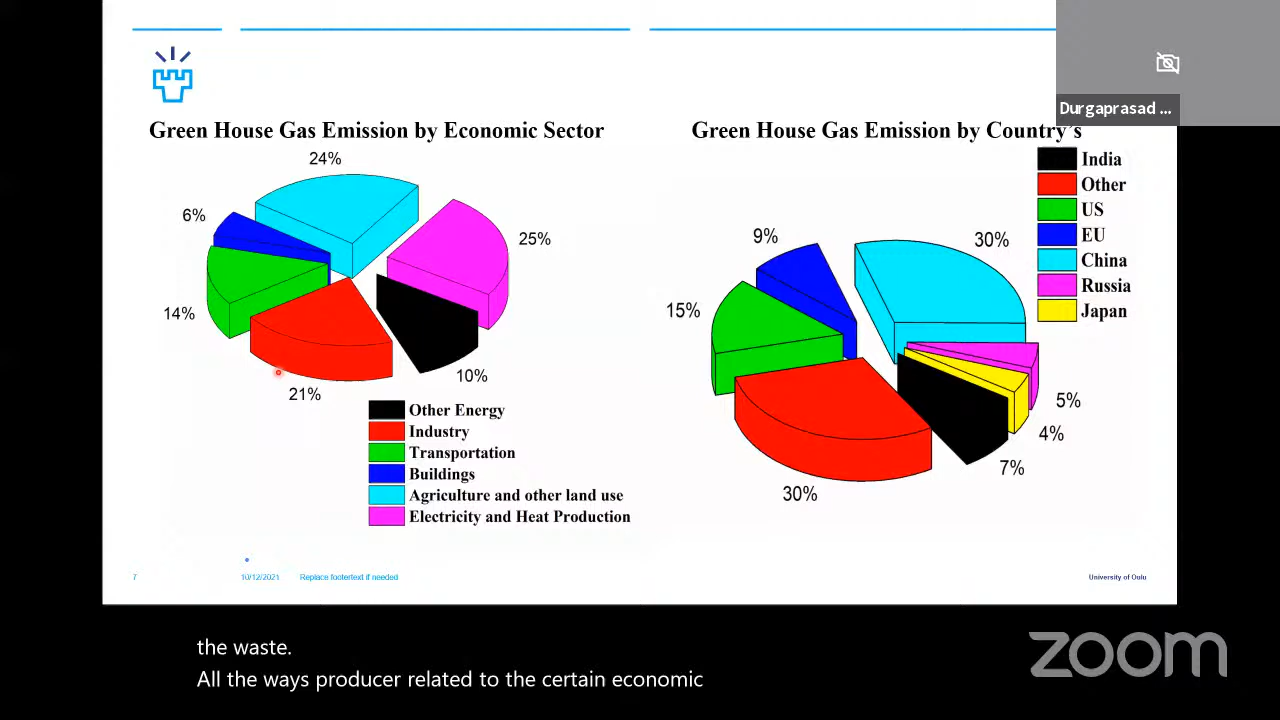 Durgaprasad ...
Green House Gas Emission by Economic Sector
24%
6%
25%
14%
10%
21%
Other Energy
Industry
Transportation
Buildings
Agriculture and other land use
Electricity and Heat Production
Green House Gas Emission by Country's
India
Other
US
EU
China
Russia
Japan
9%
30%
15%
5%
4%
7%
30%
7
10/12/2021
Replace footertext if needed
University of Oulu
the waste.
All the ways producer related to the certain economic
zoom